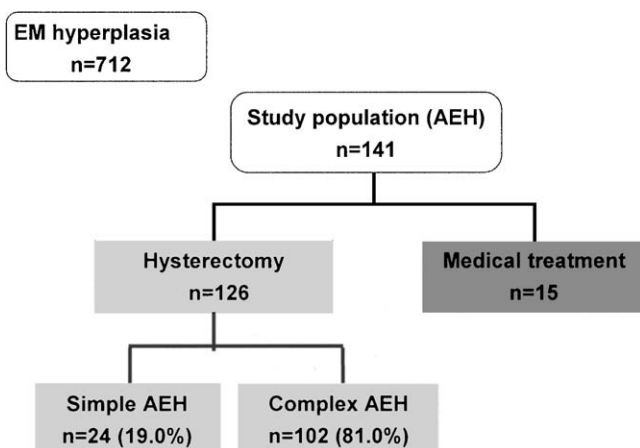 EM hyperplasia
n=712
Study population (AEH)
n=141
Hysterectomy
n=126
Medical treatment
n=15
Simple AEH
n=24 (19.0%)
Complex AEH
n=102 (81.0%)